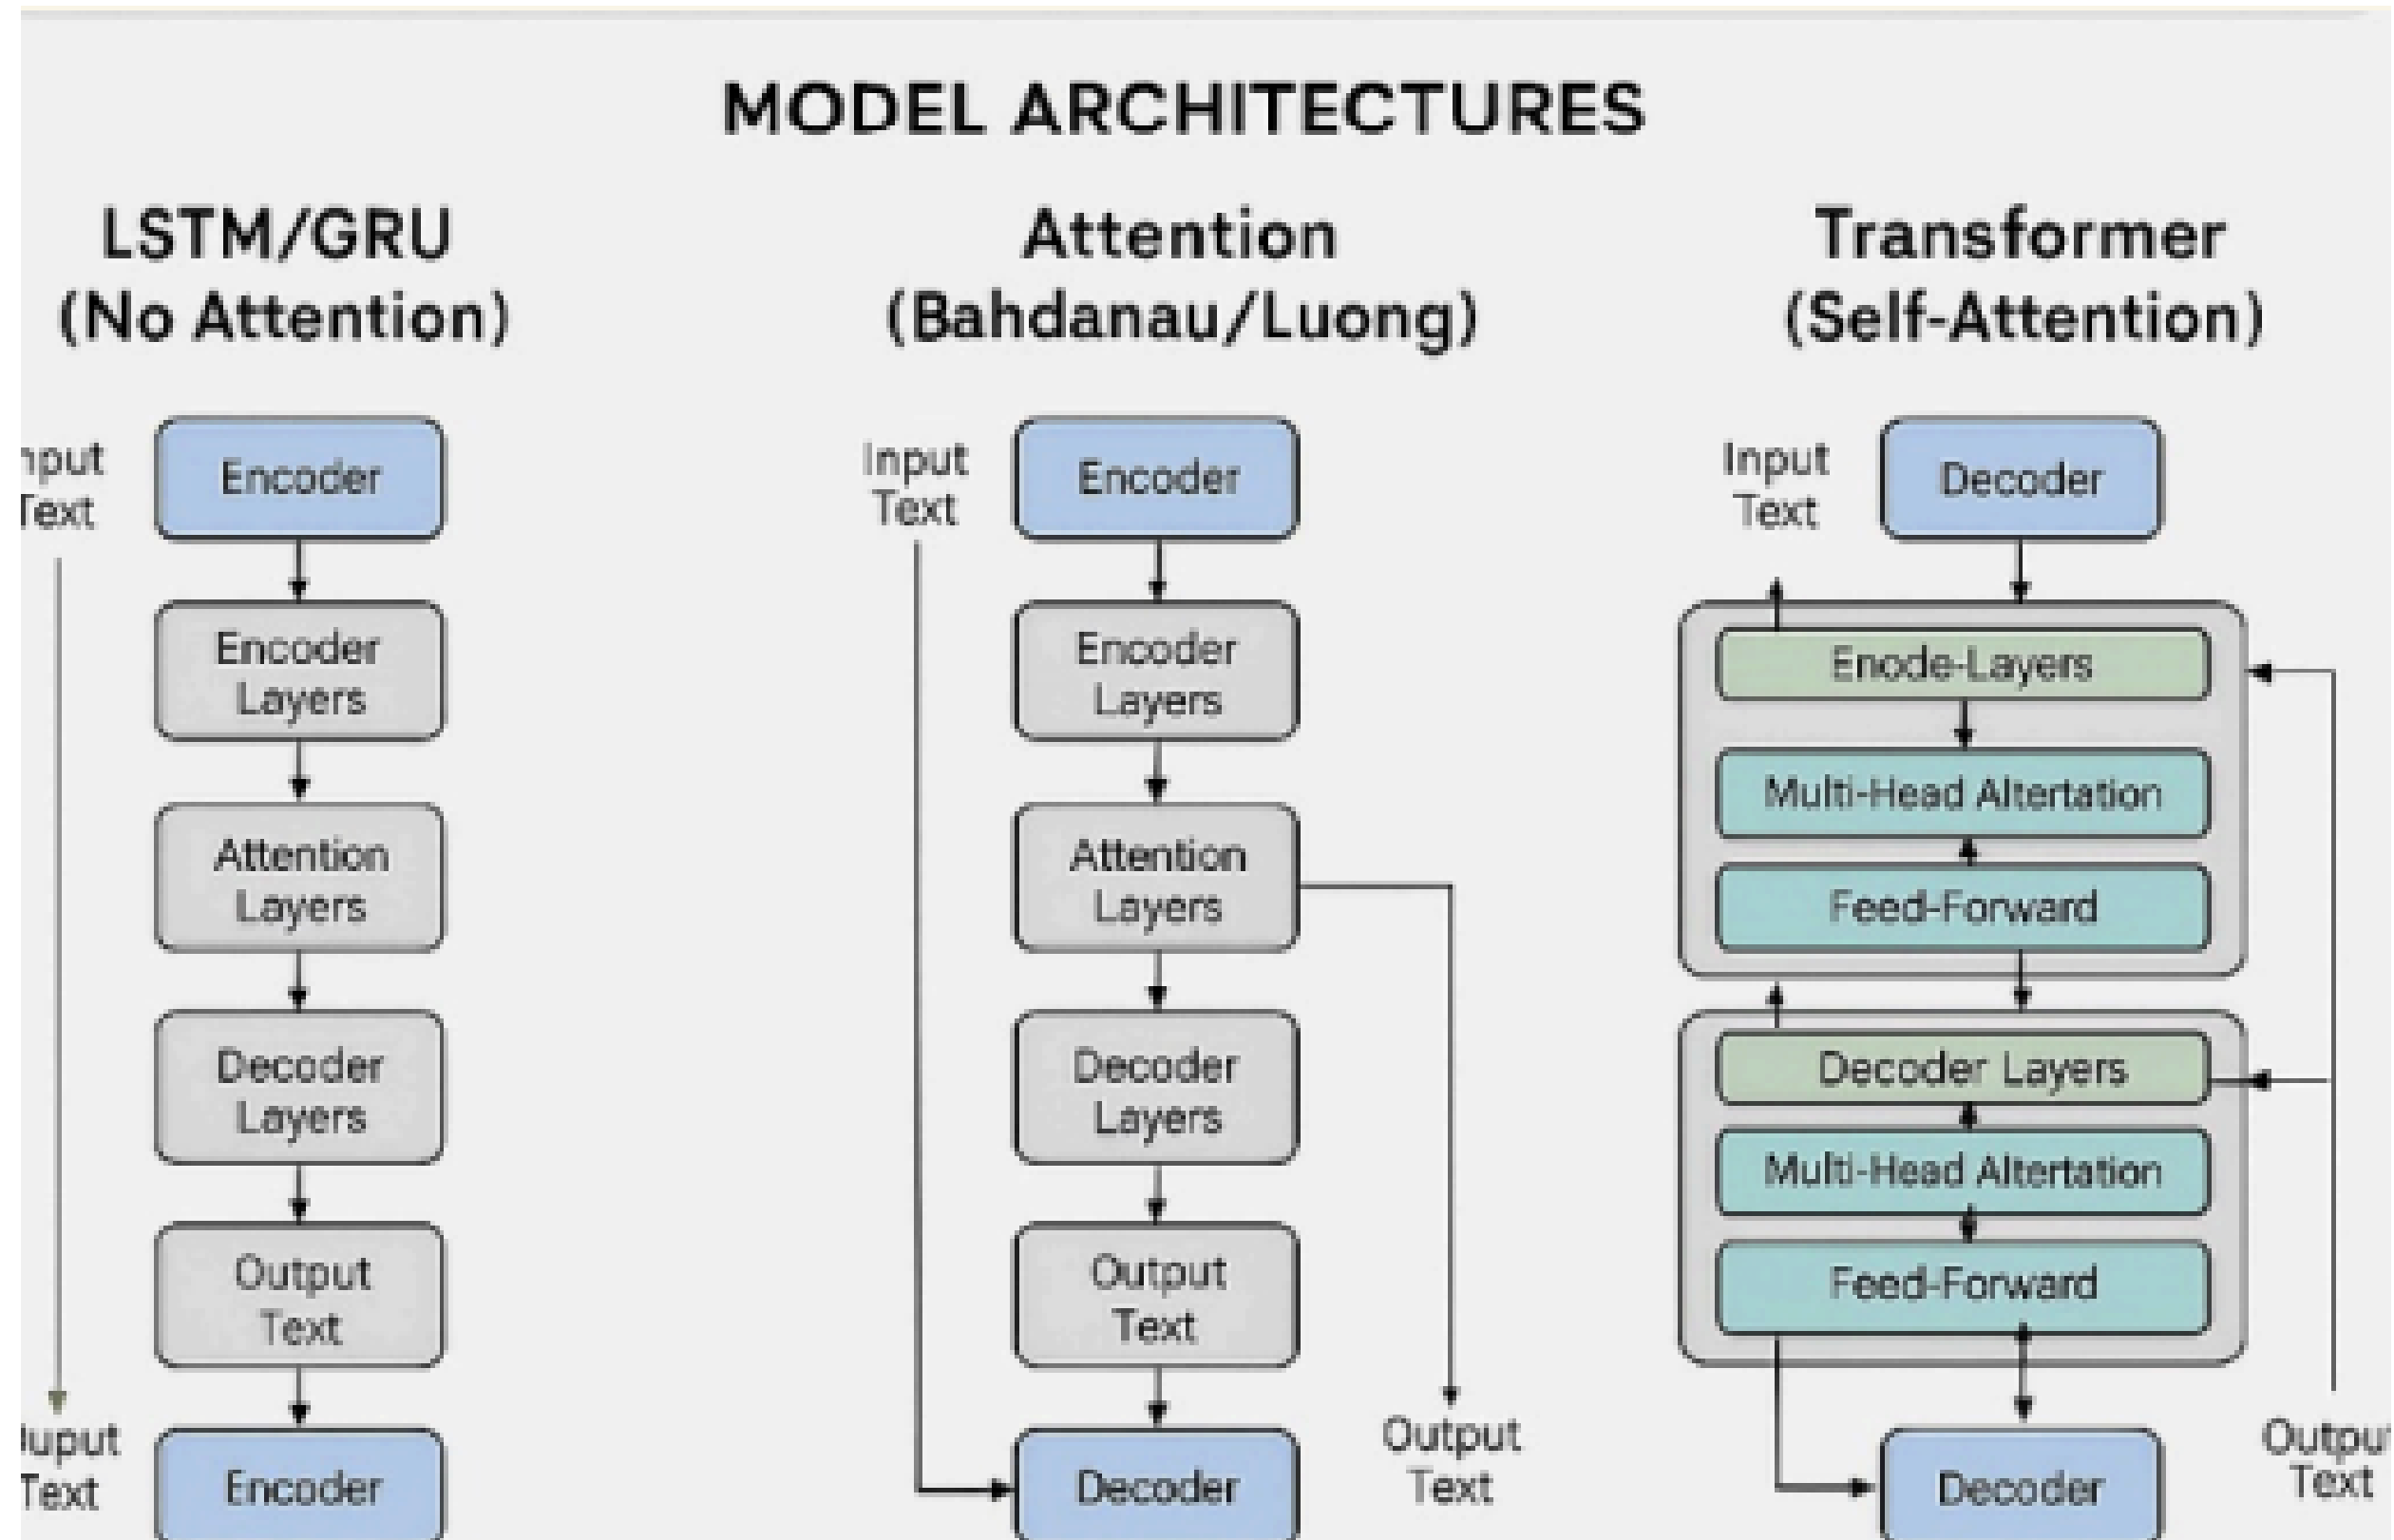 MODEL ARCHITECTURES
LSTM/GRU
(No Attention)
nput
Text
Encoder
Encoder
Layers
Attention
Layers
Decoder
Layers
Output
Text
uput
Text
Encoder
Attention
(Bahdanau/Luong)
Input
Text
Encoder
Encoder
Layers
Attention
Layers
Decoder
Layers
Output
Text
Decoder
Output
Text
Transformer
(Self-Attention)
Input
Text
Decoder
Enode-Layers
Multi-Head Altertation
Feed-Forward
Decoder Layers
Multi-Head Altertation
Feed-Forward
Decoder
Outpu
Text